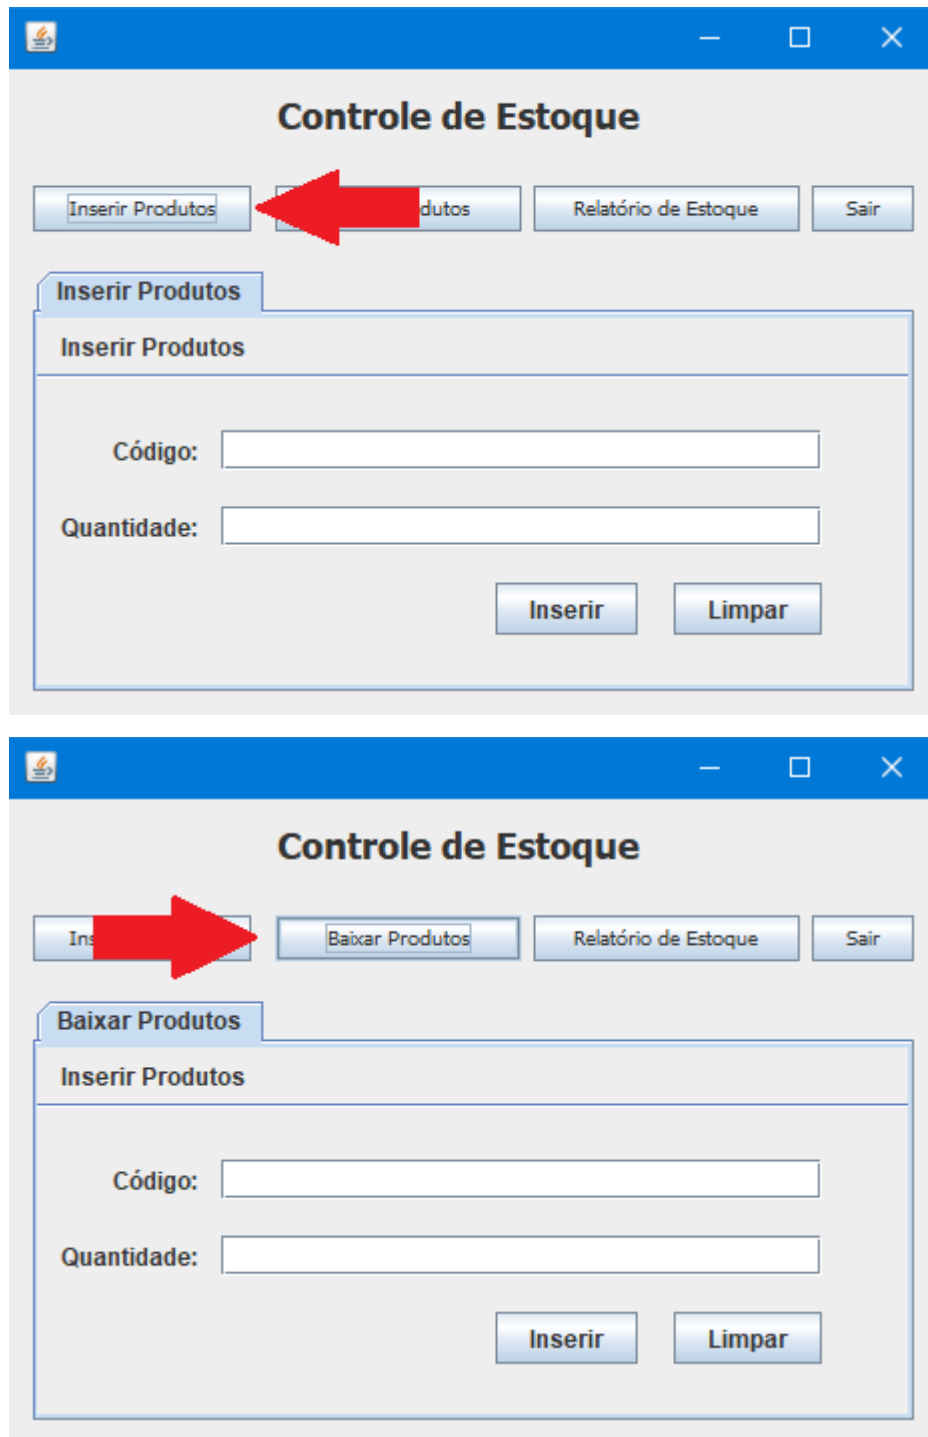 Controle de Estoque
Inserir Produtos dutos Relatório de Estoque Sair
Inserir Produtos
Inserir Produtos
Código:
Quantidade:
Inserir Limpar
Controle de Estoque
Baixar Produtos Relatório de Estoque Sair
Baixar Produtos
Inserir Produtos
Código:
Quantidade:
Inserir Limpar